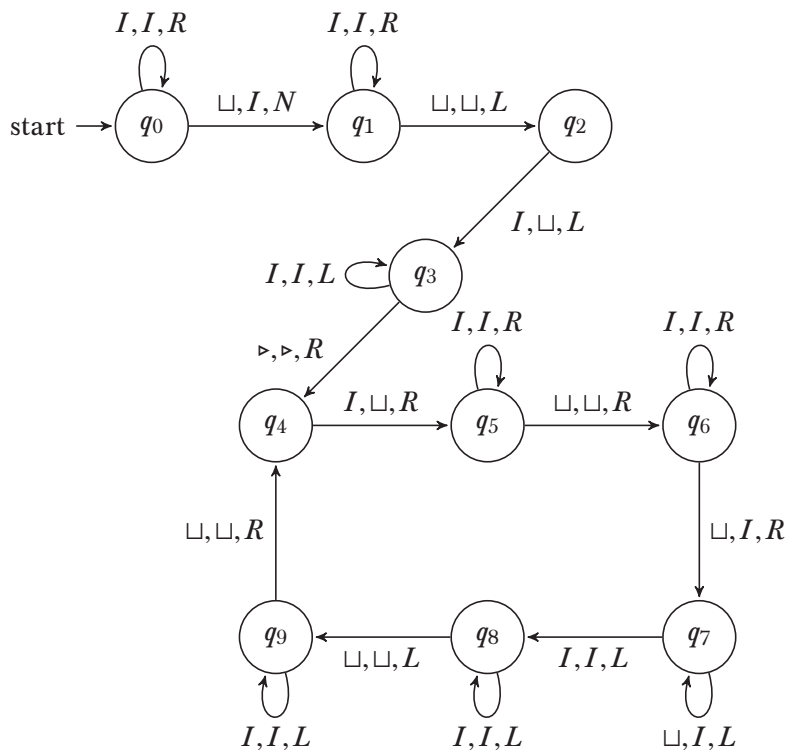 I, I, R I, I, R
start q0 ⊔, I, N q1 ⊔, ⊔, L q2
I, ⊔, L
I, I, L q3
▹, ▹, R I, I, R I, I, R
q4 I, ⊔, R q5 ⊔, ⊔, R q6
⊔, ⊔, R ⊔, I, R
q9 ⊔, ⊔, L q8 I, I, L q7
I, I, L I, I, L ⊔, I, L